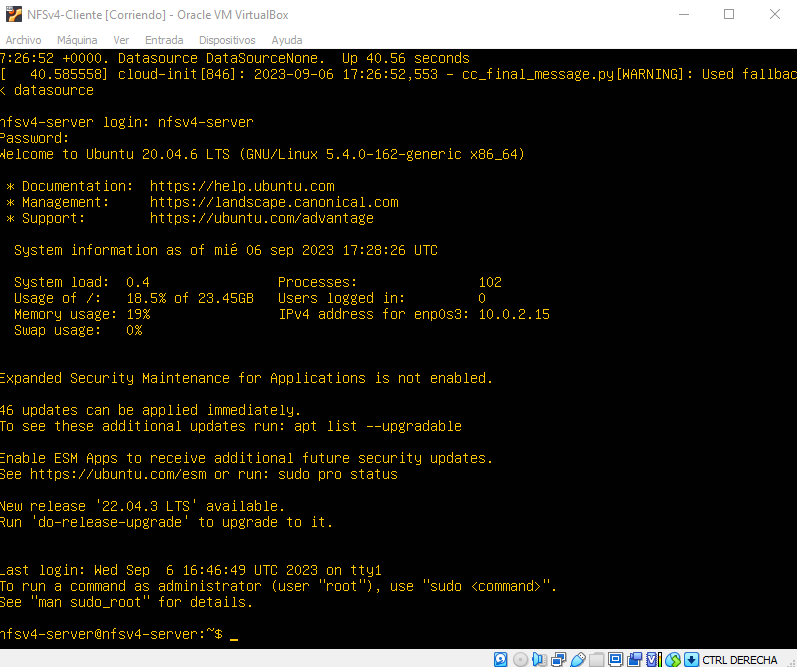 NFSv4-Cliente [Corriendo] - Oracle VM VirtualBox
Archivo Máquina Ver Entrada Dispositivos Ayuda
7:26:52 +0000. Datasource DataSourceNone.  Up 40.56 seconds
[   40.585558] cloud-init[846]: 2023-09-06 17:26:52,553 - cc_final_message.py[WARNING]: Used fallbac
k datasource
nfsv4-server login: nfsv4-server
Password:
Welcome to Ubuntu 20.04.6 LTS (GNU/Linux 5.4.0-162-generic x86_64)
* Documentation:  https://help.ubuntu.com
* Management:     https://landscape.canonical.com
* Support:        https://ubuntu.com/advantage
System information as of mié 06 sep 2023 17:28:26 UTC
System load:  0.4                Processes:               102
Usage of /:   18.5% of 23.45GB   Users logged in:         0
Memory usage: 19%                IPv4 address for enp0s3: 10.0.2.15
Swap usage:   0%
Expanded Security Maintenance for Applications is not enabled.
46 updates can be applied immediately.
To see these additional updates run: apt list --upgradable
Enable ESM Apps to receive additional future security updates.
See https://ubuntu.com/esm or run: sudo pro status
New release '22.04.3 LTS' available.
Run 'do-release-upgrade' to upgrade to it.
Last login: Wed Sep  6 16:46:49 UTC 2023 on tty1
To run a command as administrator (user "root"), use "sudo <command>".
See "man sudo_root" for details.
nfsv4-server@nfsv4-server:~$ _
CTRL DERECHA